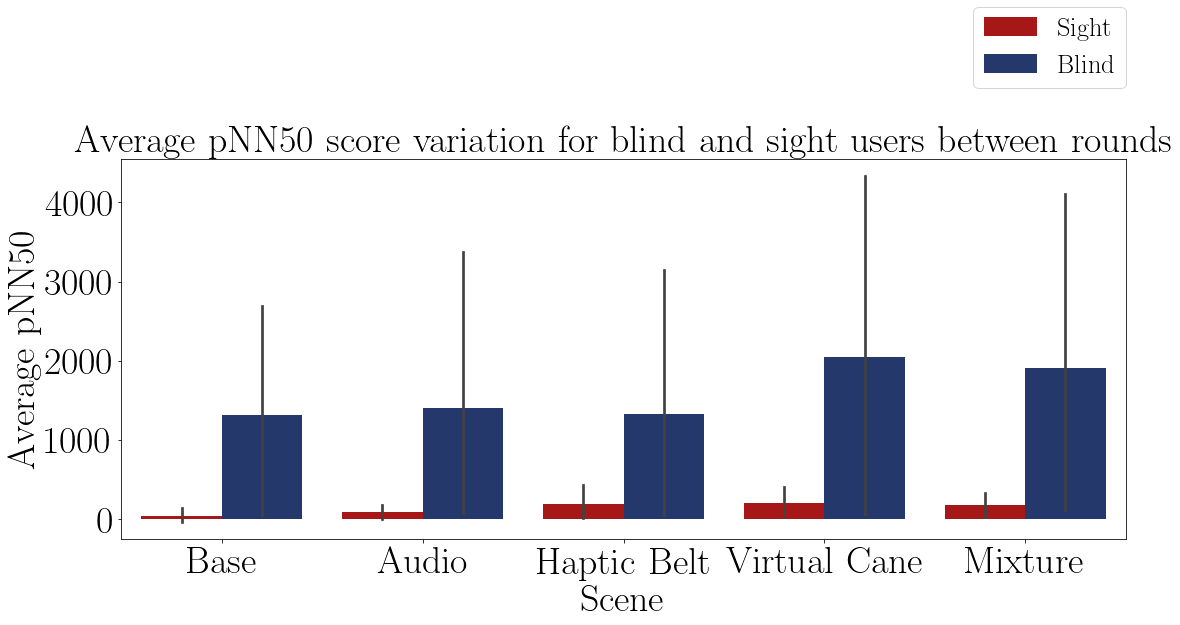 Sight
Blind
Average pNN50 score variation for blind and sight users between rounds
Average pNN50
4000
3000
2000
1000
0
Base
Audio
Haptic Belt
Virtual Cane
Mixture
Scene